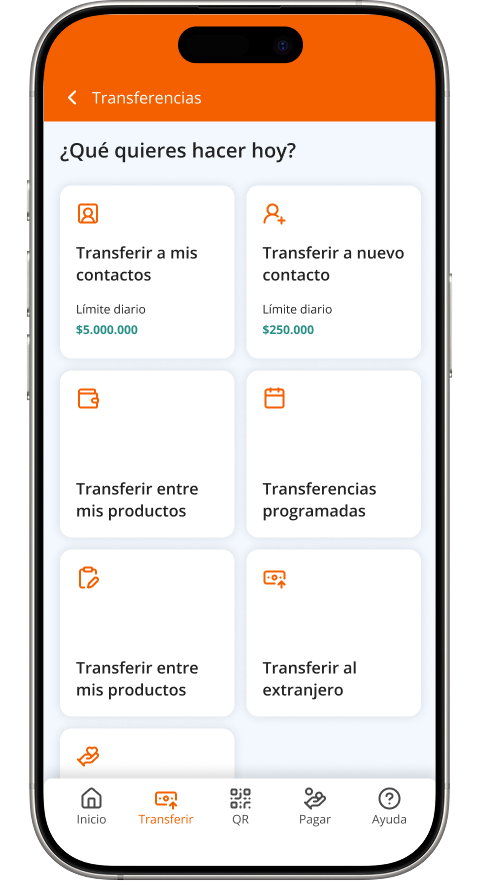 Transferencias
¿Qué quieres hacer hoy?
Transferir a mis
contactos
Límite diario
$5.000.000
Transferir a nuevo
contacto
Límite diario
$250.000
Transferir entre
mis productos
Transferencias
programadas
Transferir entre
mis productos
Transferir al
extranjero
Inicio
Transferir
QR
Pagar
Ayuda